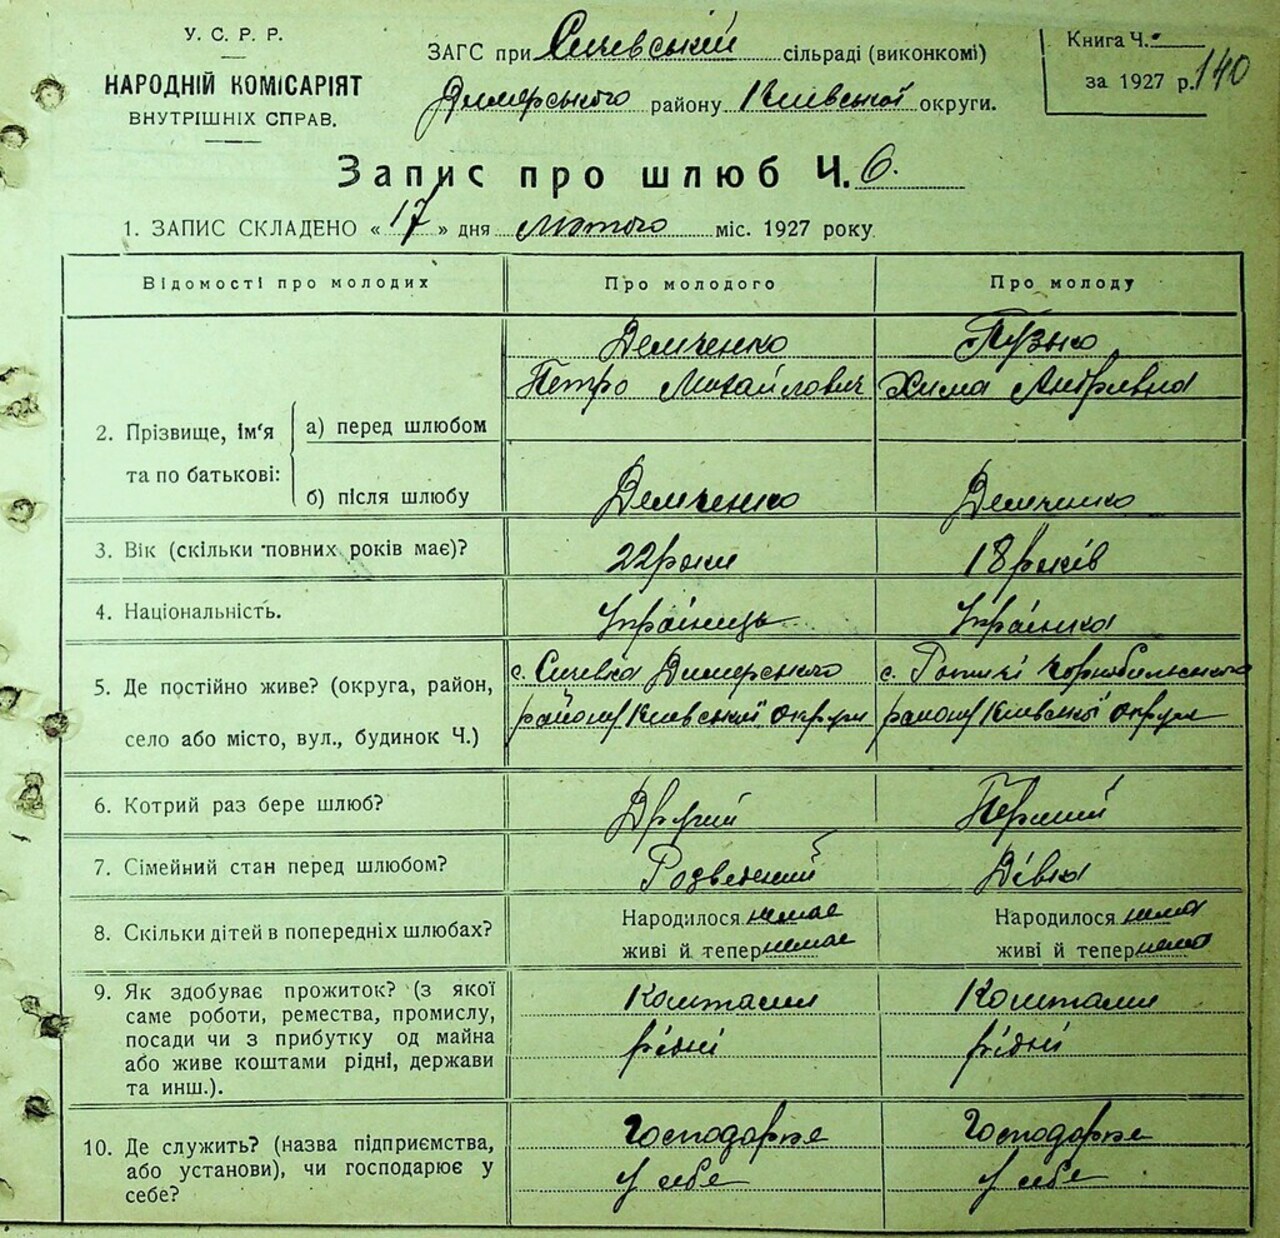 У. С. Р. Р.
НАРОДНІЙ КОМІСАРІЯТ
ВНУТРІШНІХ СПРАВ.
ЗАГС при Сичевській сільраді (виконкомі)
Димерського району Київської округи.
Книга Ч.
за 1927 р. 140
Запис про шлюб Ч. 6.
1. ЗАПИС СКЛАДЕНО « 17 » дня лютого міс. 1927 року
Відомості про молодих Про молодого Про молоду
2. Прізвище, ім'я та по батькові:
а) перед шлюбом
Демченко Пузько
Петро Михайлович Хима Андріївна
б) після шлюбу Демченко Демченко
3. Вік (скільки повних років має)? 22 роки 18 років
4. Національність. Українець Українка
5. Де постійно живе? (округа, район,
село або місто, вул., будинок Ч.)
с. Сичевка Димерського
району Київської округи
с. Чорнобильського
району Київської округи
6. Котрий раз бере шлюб? Другий Перший
7. Сімейний стан перед шлюбом? Розведений Дівка
8. Скільки дітей в попередніх шлюбах?
Народилося немає Народилося нема
живі й тепер немає живі й тепер нема
9. Як здобуває прожиток? (з якої
саме роботи, ремества, промислу,
посади чи з прибутку од майна
або живе коштами рідні, держави
та инш.).
Коштами
рідні
Коштами
рідні
10. Де служить? (назва підприємства,
або установи), чи господарює у
себе?
Господарює
у себе
Господарює
у себе